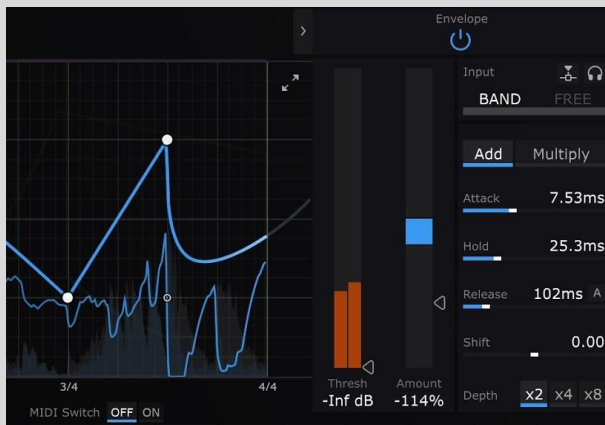 Envelope
Input
BAND FREE
Add Multiply
Attack 7.53ms
Hold 25.3ms
Release 102ms A
Shift 0.00
Depth x2 x4 x8
Thresh Amount
-Inf dB -114%
3/4 4/4
MIDI Switch OFF ON